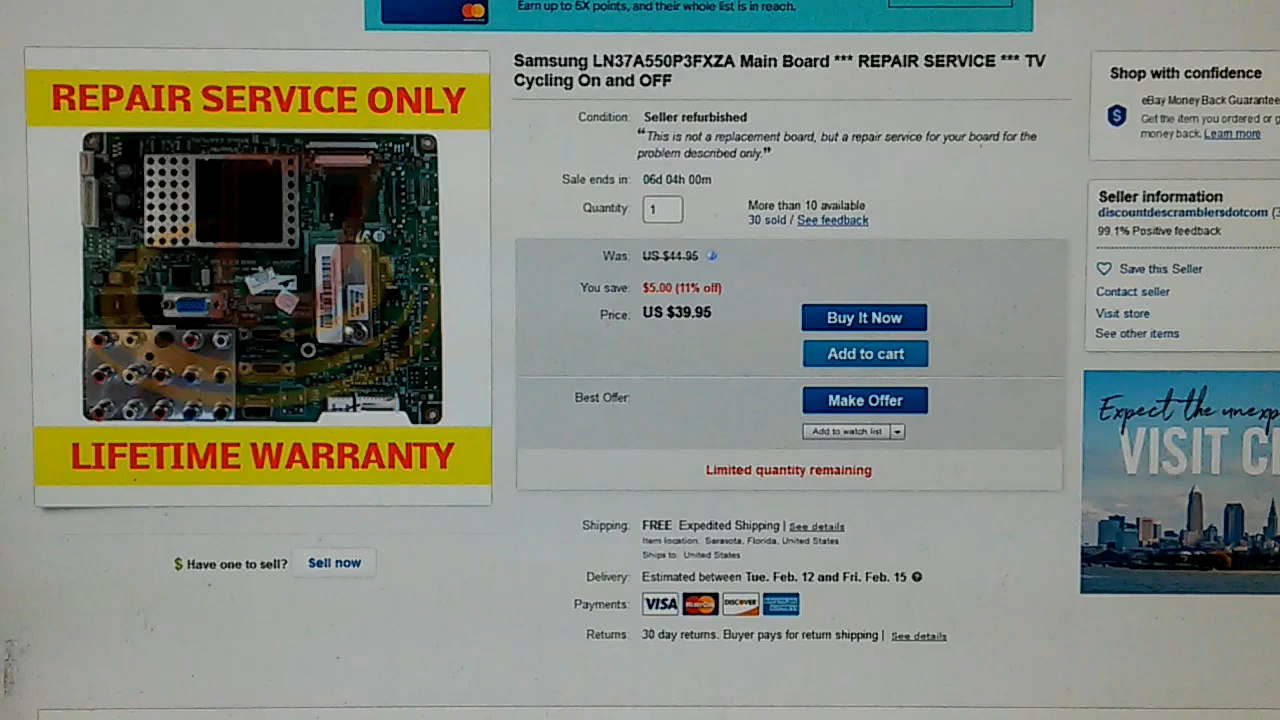 Earn up to 5X points, and their whole list is in reach.
REPAIR SERVICE ONLY
LIFETIME WARRANTY
$ Have one to sell? Sell now
Samsung LN37A550P3FXZA Main Board *** REPAIR SERVICE *** TV
Cycling On and OFF
Condition: Seller refurbished
“This is not a replacement board, but a repair service for your board for the
problem described only.”
Sale ends in: 06d 04h 00m
Quantity: 1 More than 10 available
30 sold / See feedback
Was: US $44.95
You save: $5.00 (11% off)
Price: US $39.95
Buy It Now
Add to cart
Best Offer:
Make Offer
Add to watch list
Limited quantity remaining
Shipping: FREE Expedited Shipping | See details
Item location: Sarasota, Florida, United States
Ships to: United States
Delivery: Estimated between Tue. Feb. 12 and Fri. Feb. 15
Payments: VISA DISCOVER
Returns: 30 day returns. Buyer pays for return shipping | See details
Shop with confidence
eBay Money Back Guarantee
Get the item you ordered or
money back. Learn more
Seller information
discountdescramblersdotcom
99.1% Positive feedback
Save this Seller
Contact seller
Visit store
See other items
Expect the
VISIT